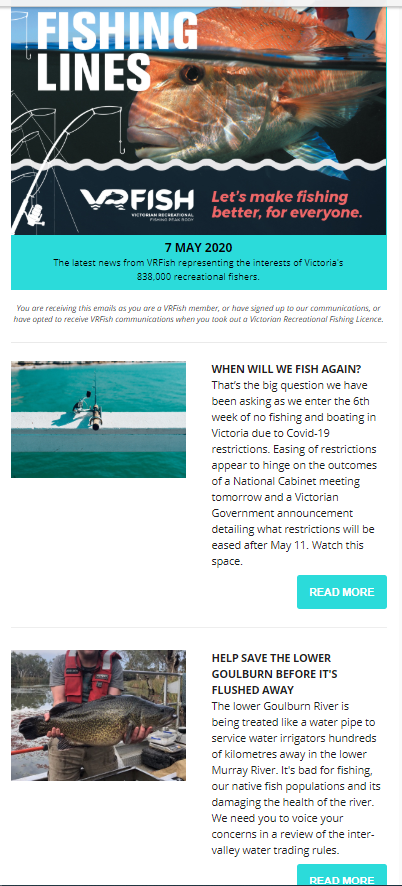 FISHING
LINES
VRFISH
VICTORIAN RECREATIONAL
FISHING PEAK BODY
Let's make fishing
better, for everyone.
7 MAY 2020
The latest news from VRFish representing the interests of Victoria's
838,000 recreational fishers.
You are receiving this emails as you are a VRFish member, or have signed up to our communications, or
have opted to receive VRFish communications when you took out a Victorian Recreational Fishing Licence.
WHEN WILL WE FISH AGAIN?
That's the big question we have
been asking as we enter the 6th
week of no fishing and boating in
Victoria due to Covid-19
restrictions. Easing of restrictions
appear to hinge on the outcomes
of a National Cabinet meeting
tomorrow and a Victorian
Government announcement
detailing what restrictions will be
eased after May 11. Watch this
space.
READ MORE
HELP SAVE THE LOWER
GOULBURN BEFORE IT'S
FLUSHED AWAY
The lower Goulburn River is
being treated like a water pipe to
service water irrigators hundreds
of kilometres away in the lower
Murray River. It's bad for fishing,
our native fish populations and its
damaging the health of the river.
We need you to voice your
concerns in a review of the inter-
valley water trading rules.
READ MORE